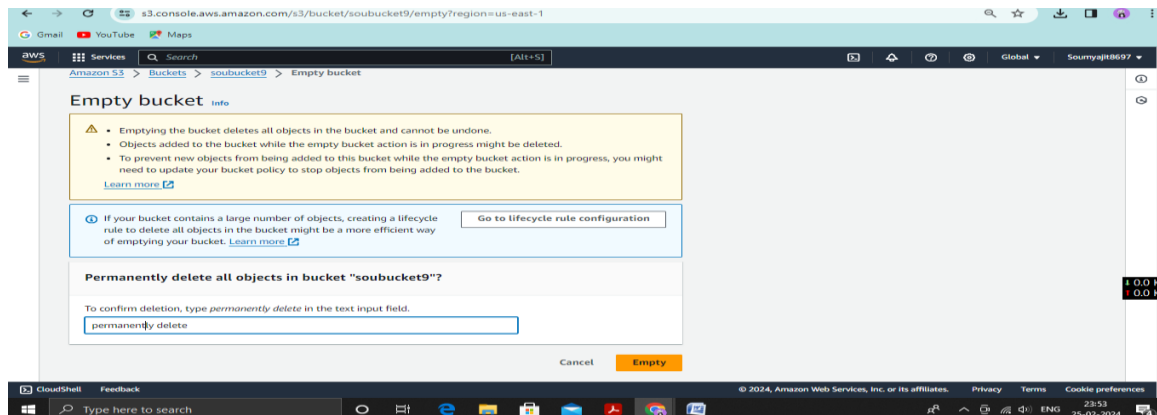 s3.console.aws.amazon.com/s3/bucket/soubucket9/empty?region=us-east-1
Gmail YouTube Maps
aws Services Search [Alt+S] Global Soumyajit8697
Amazon S3 > Buckets > soubucket9 > Empty bucket
Empty bucket Info
• Emptying the bucket deletes all objects in the bucket and cannot be undone.
• Objects added to the bucket while the empty bucket action is in progress might be deleted.
• To prevent new objects from being added to this bucket while the empty bucket action is in progress, you might
need to update your bucket policy to stop objects from being added to the bucket.
Learn more
If your bucket contains a large number of objects, creating a lifecycle
rule to delete all objects in the bucket might be a more efficient way
of emptying your bucket. Learn more
Go to lifecycle rule configuration
Permanently delete all objects in bucket "soubucket9"?
To confirm deletion, type permanently delete in the text input field.
permanently delete
Cancel Empty
0.0 K
0.0 K
CloudShell Feedback © 2024, Amazon Web Services, Inc. or its affiliates. Privacy Terms Cookie preferences
Type here to search ENG 23:53
25-02-2024